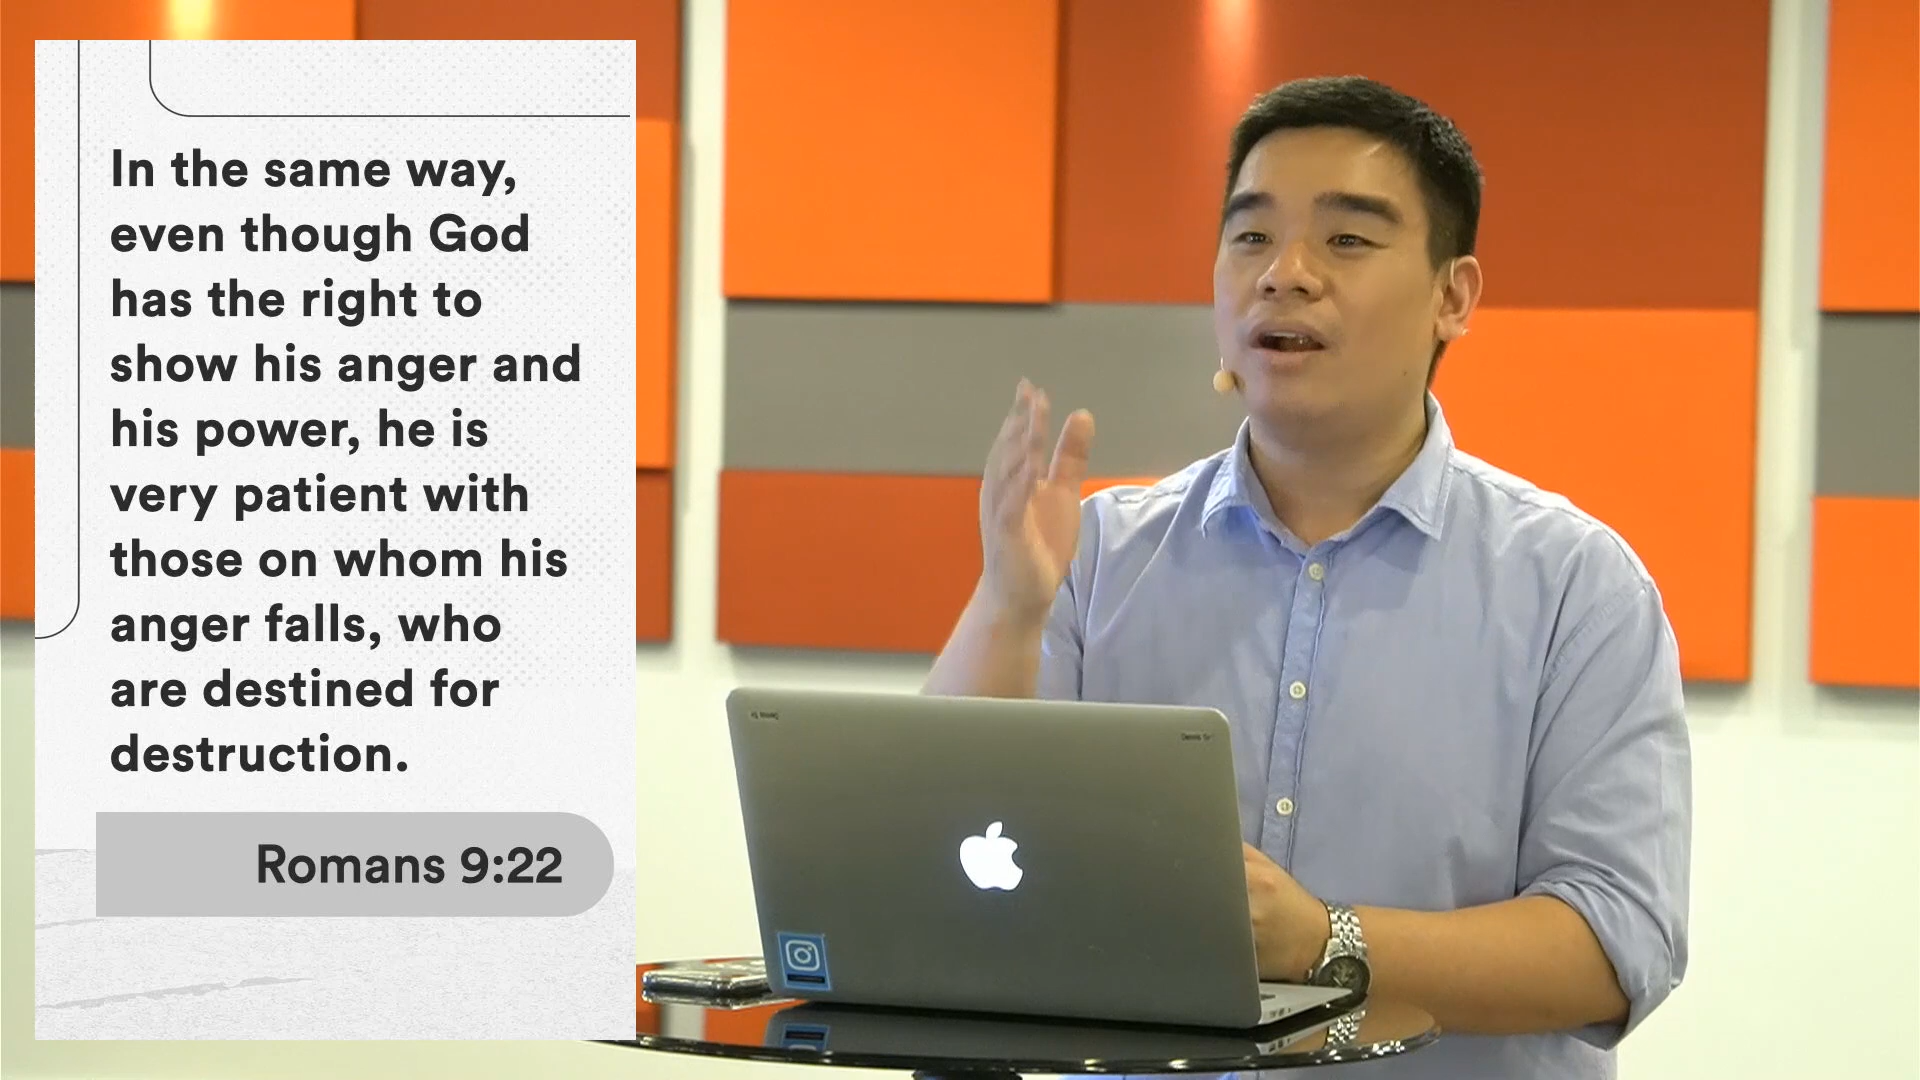 In the same way,
even though God
has the right to
show his anger and
his power, he is
very patient with
those on whom his
anger falls, who
are destined for
destruction.
Romans 9:22